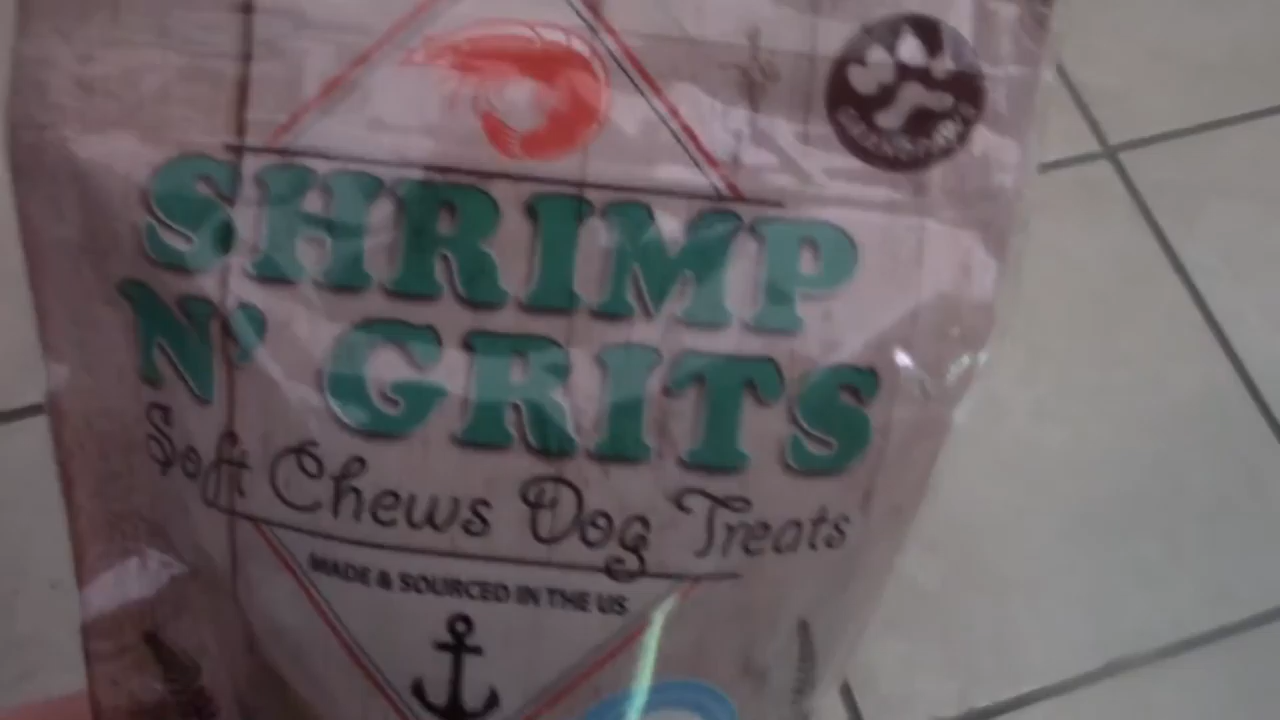 SHRIMP
N' GRITS
Soft Chews Dog Treats
MADE & SOURCED IN THE US